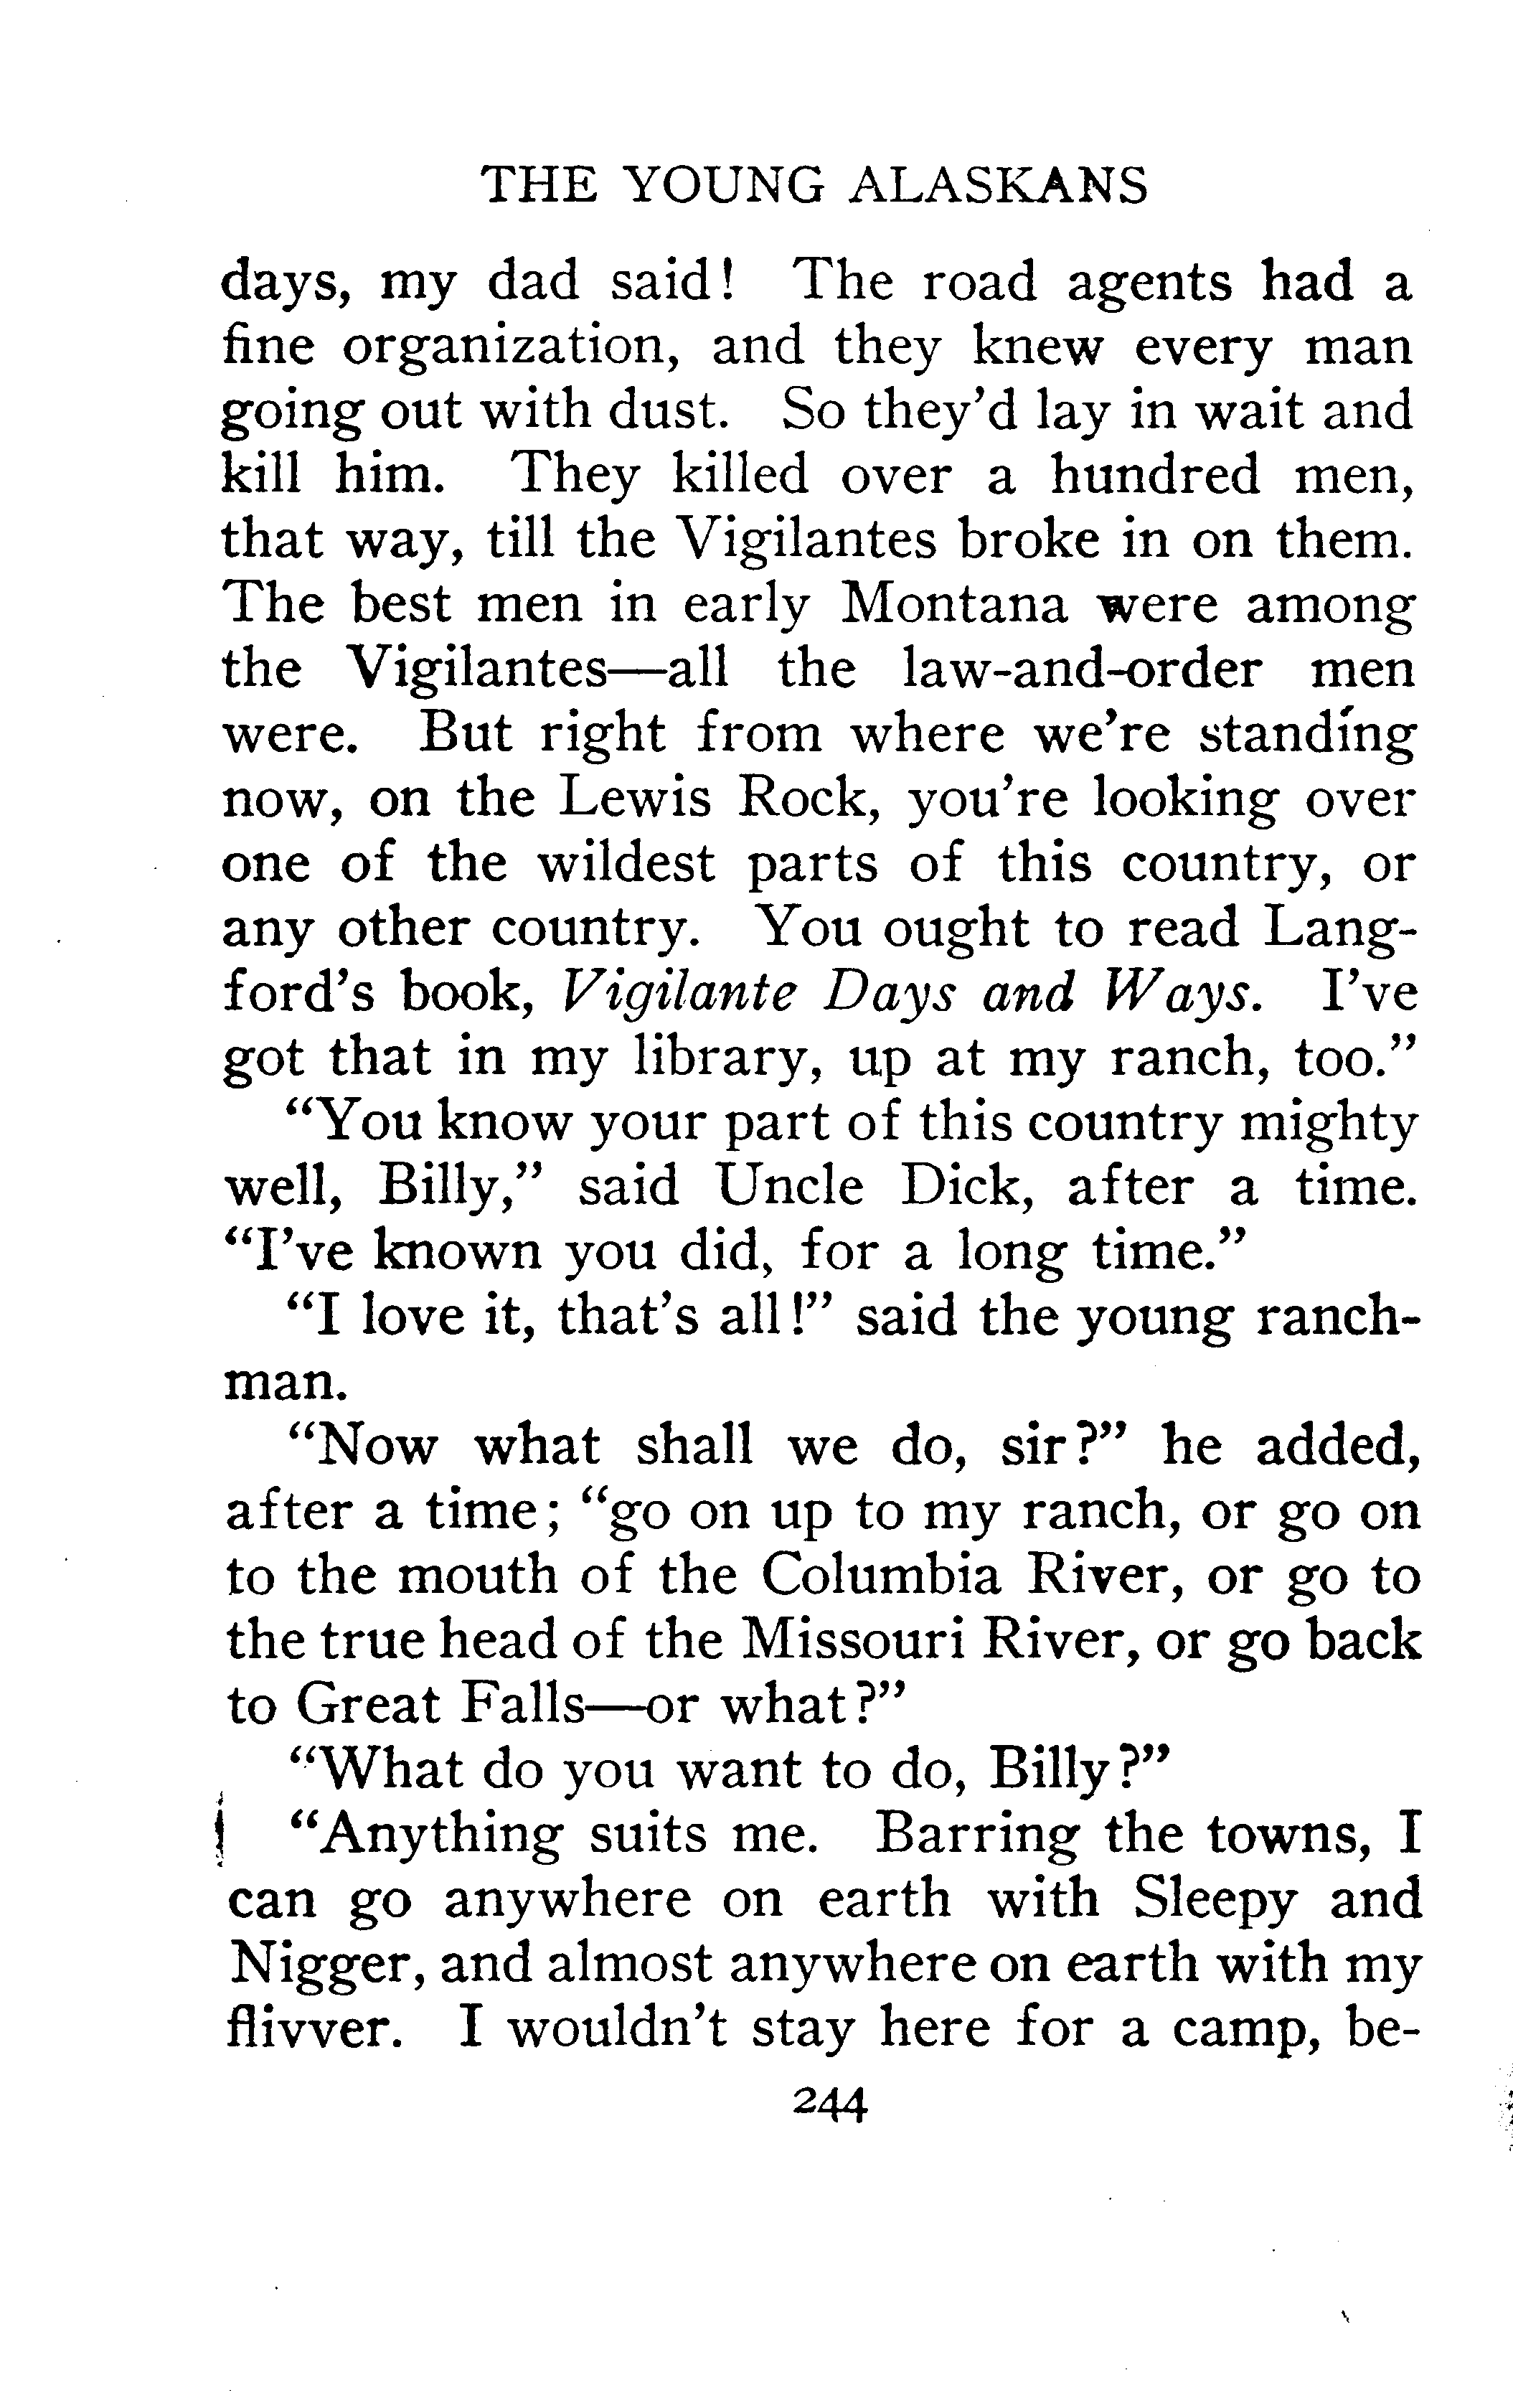 THE YOUNG ALASKANS
days, my dad said! The road agents had a
fine organization, and they knew every man
going out with dust. So they'd lay in wait and
kill him. They killed over a hundred men,
that way, till the Vigilantes broke in on them.
The best men in early Montana were among
the Vigilantes—all the law-and-order men
were. But right from where we're standing
now, on the Lewis Rock, you're looking over
one of the wildest parts of this country, or
any other country. You ought to read Lang-
ford's book, Vigilante Days and Ways. I've
got that in my library, up at my ranch, too."
"You know your part of this country mighty
well, Billy," said Uncle Dick, after a time.
"I've known you did, for a long time."
"I love it, that's all!" said the young ranch-
man.
"Now what shall we do, sir?" he added,
after a time; "go on up to my ranch, or go on
to the mouth of the Columbia River, or go to
the true head of the Missouri River, or go back
to Great Falls—or what?"
"What do you want to do, Billy?"
"Anything suits me. Barring the towns, I
can go anywhere on earth with Sleepy and
Nigger, and almost anywhere on earth with my
flivver. I wouldn't stay here for a camp, be-
244